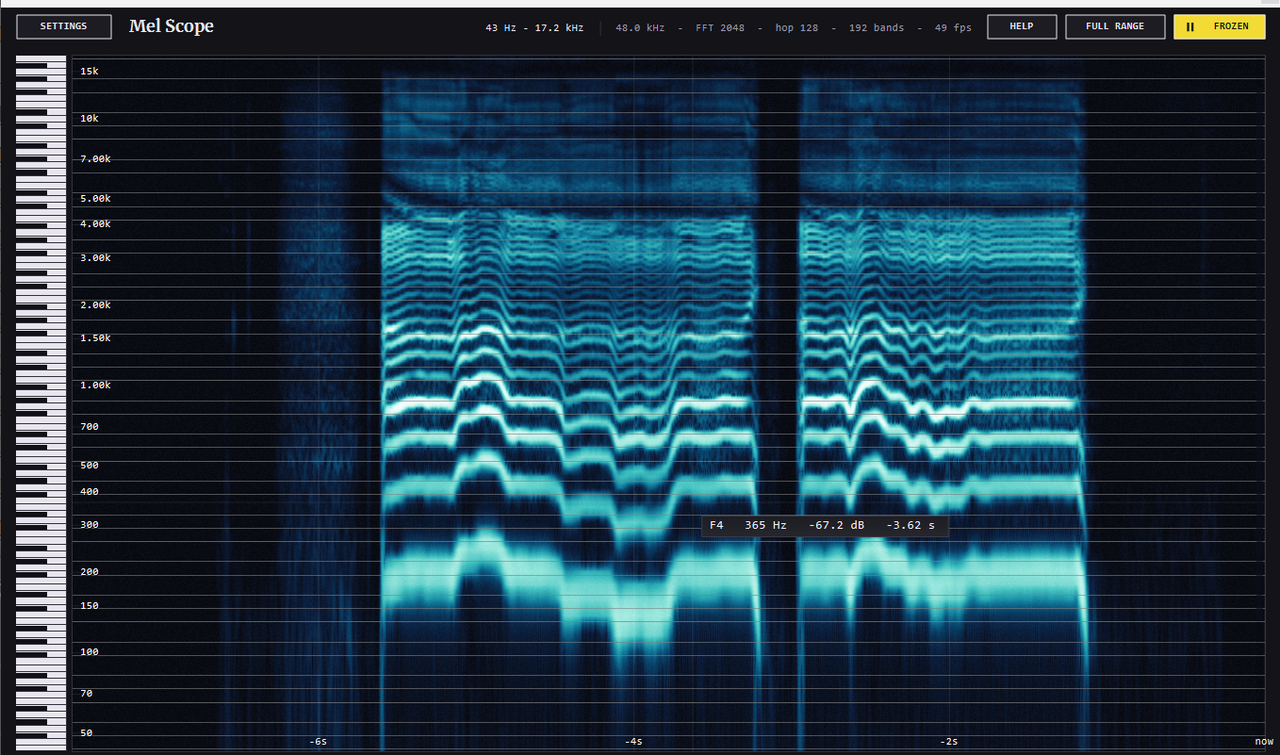 SETTINGS
Mel Scope
43 Hz - 17.2 kHz
48.0 kHz - FFT 2048 - hop 128 - 192 bands - 49 fps
HELP
FULL RANGE
FROZEN
15k
10k
7.00k
5.00k
4.00k
3.00k
2.00k
1.50k
1.00k
700
500
400
300
F4 365 Hz -67.2 dB -3.62 s
200
150
100
70
50
-6s
-4s
-2s
now